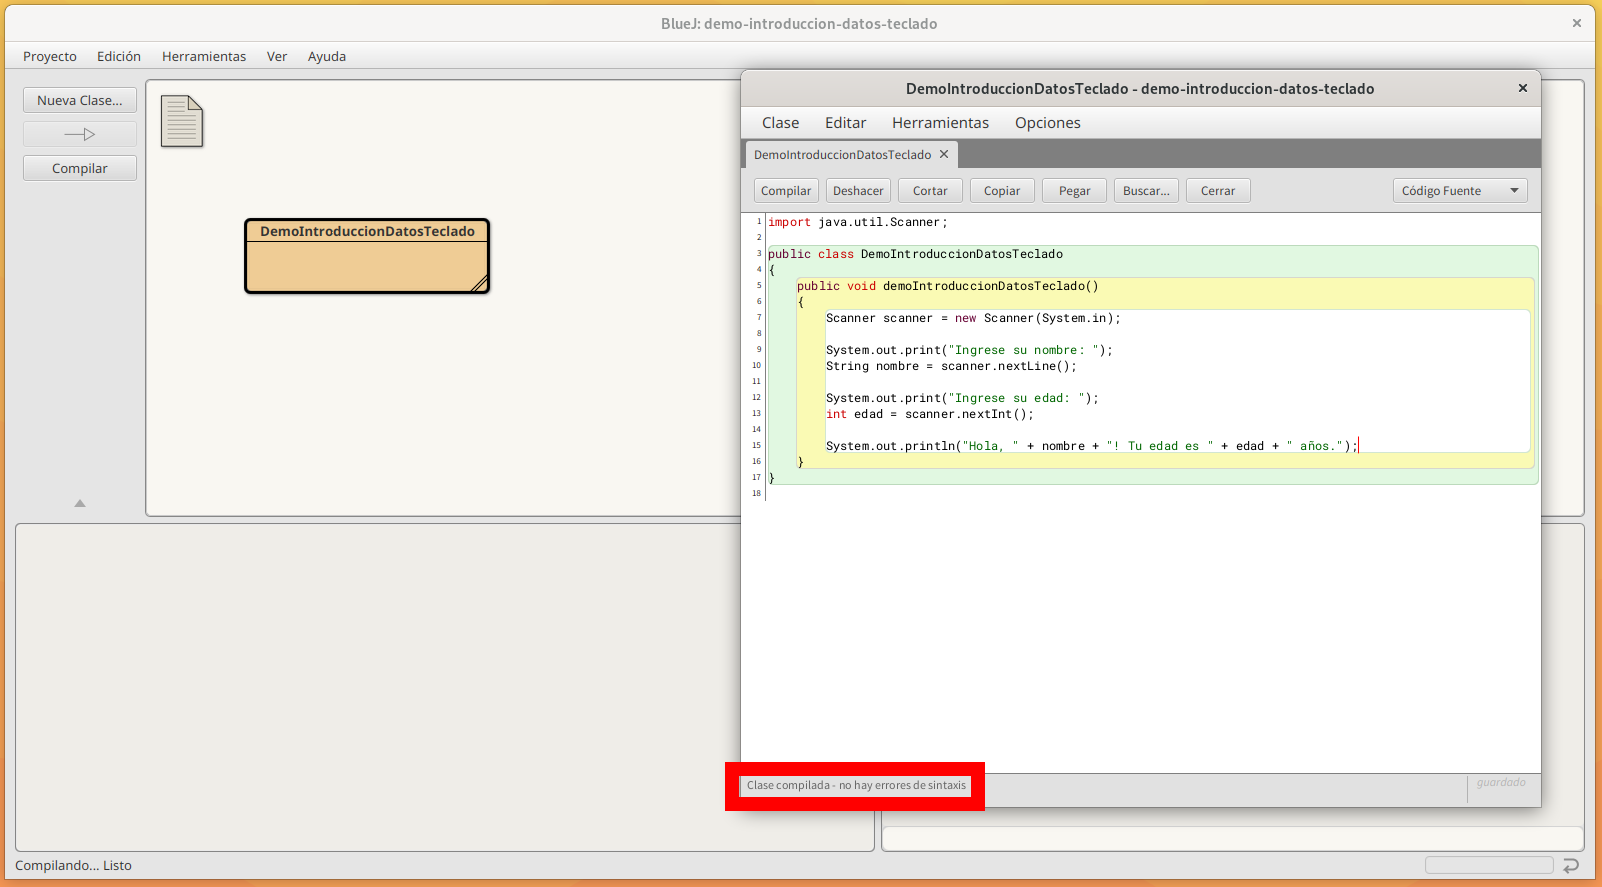 BlueJ: demo-introduccion-datos-teclado
Proyecto Edición Herramientas Ver Ayuda
Nueva Clase...
Compilar
DemoIntroduccionDatosTeclado
DemoIntroduccionDatosTeclado - demo-introduccion-datos-teclado
Clase Editar Herramientas Opciones
DemoIntroduccionDatosTeclado
Compilar Deshacer Cortar Copiar Pegar Buscar... Cerrar Código Fuente
1 import java.util.Scanner;
2
3 public class DemoIntroduccionDatosTeclado
4 {
5 public void demoIntroduccionDatosTeclado()
6 {
7 Scanner scanner = new Scanner(System.in);
8
9 System.out.print("Ingrese su nombre: ");
10 String nombre = scanner.nextLine();
11
12 System.out.print("Ingrese su edad: ");
13 int edad = scanner.nextInt();
14
15 System.out.println("Hola, " + nombre + "! Tu edad es " + edad + " años.");
16 }
17 }
18
Clase compilada - no hay errores de sintaxis
guardado
Compilando... Listo